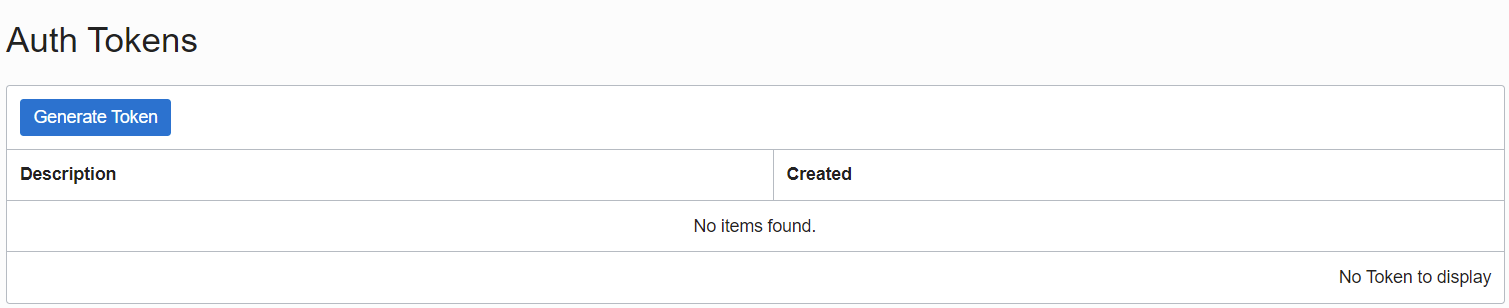 Auth Tokens
Generate Token
Description Created
No items found.
No Token to display